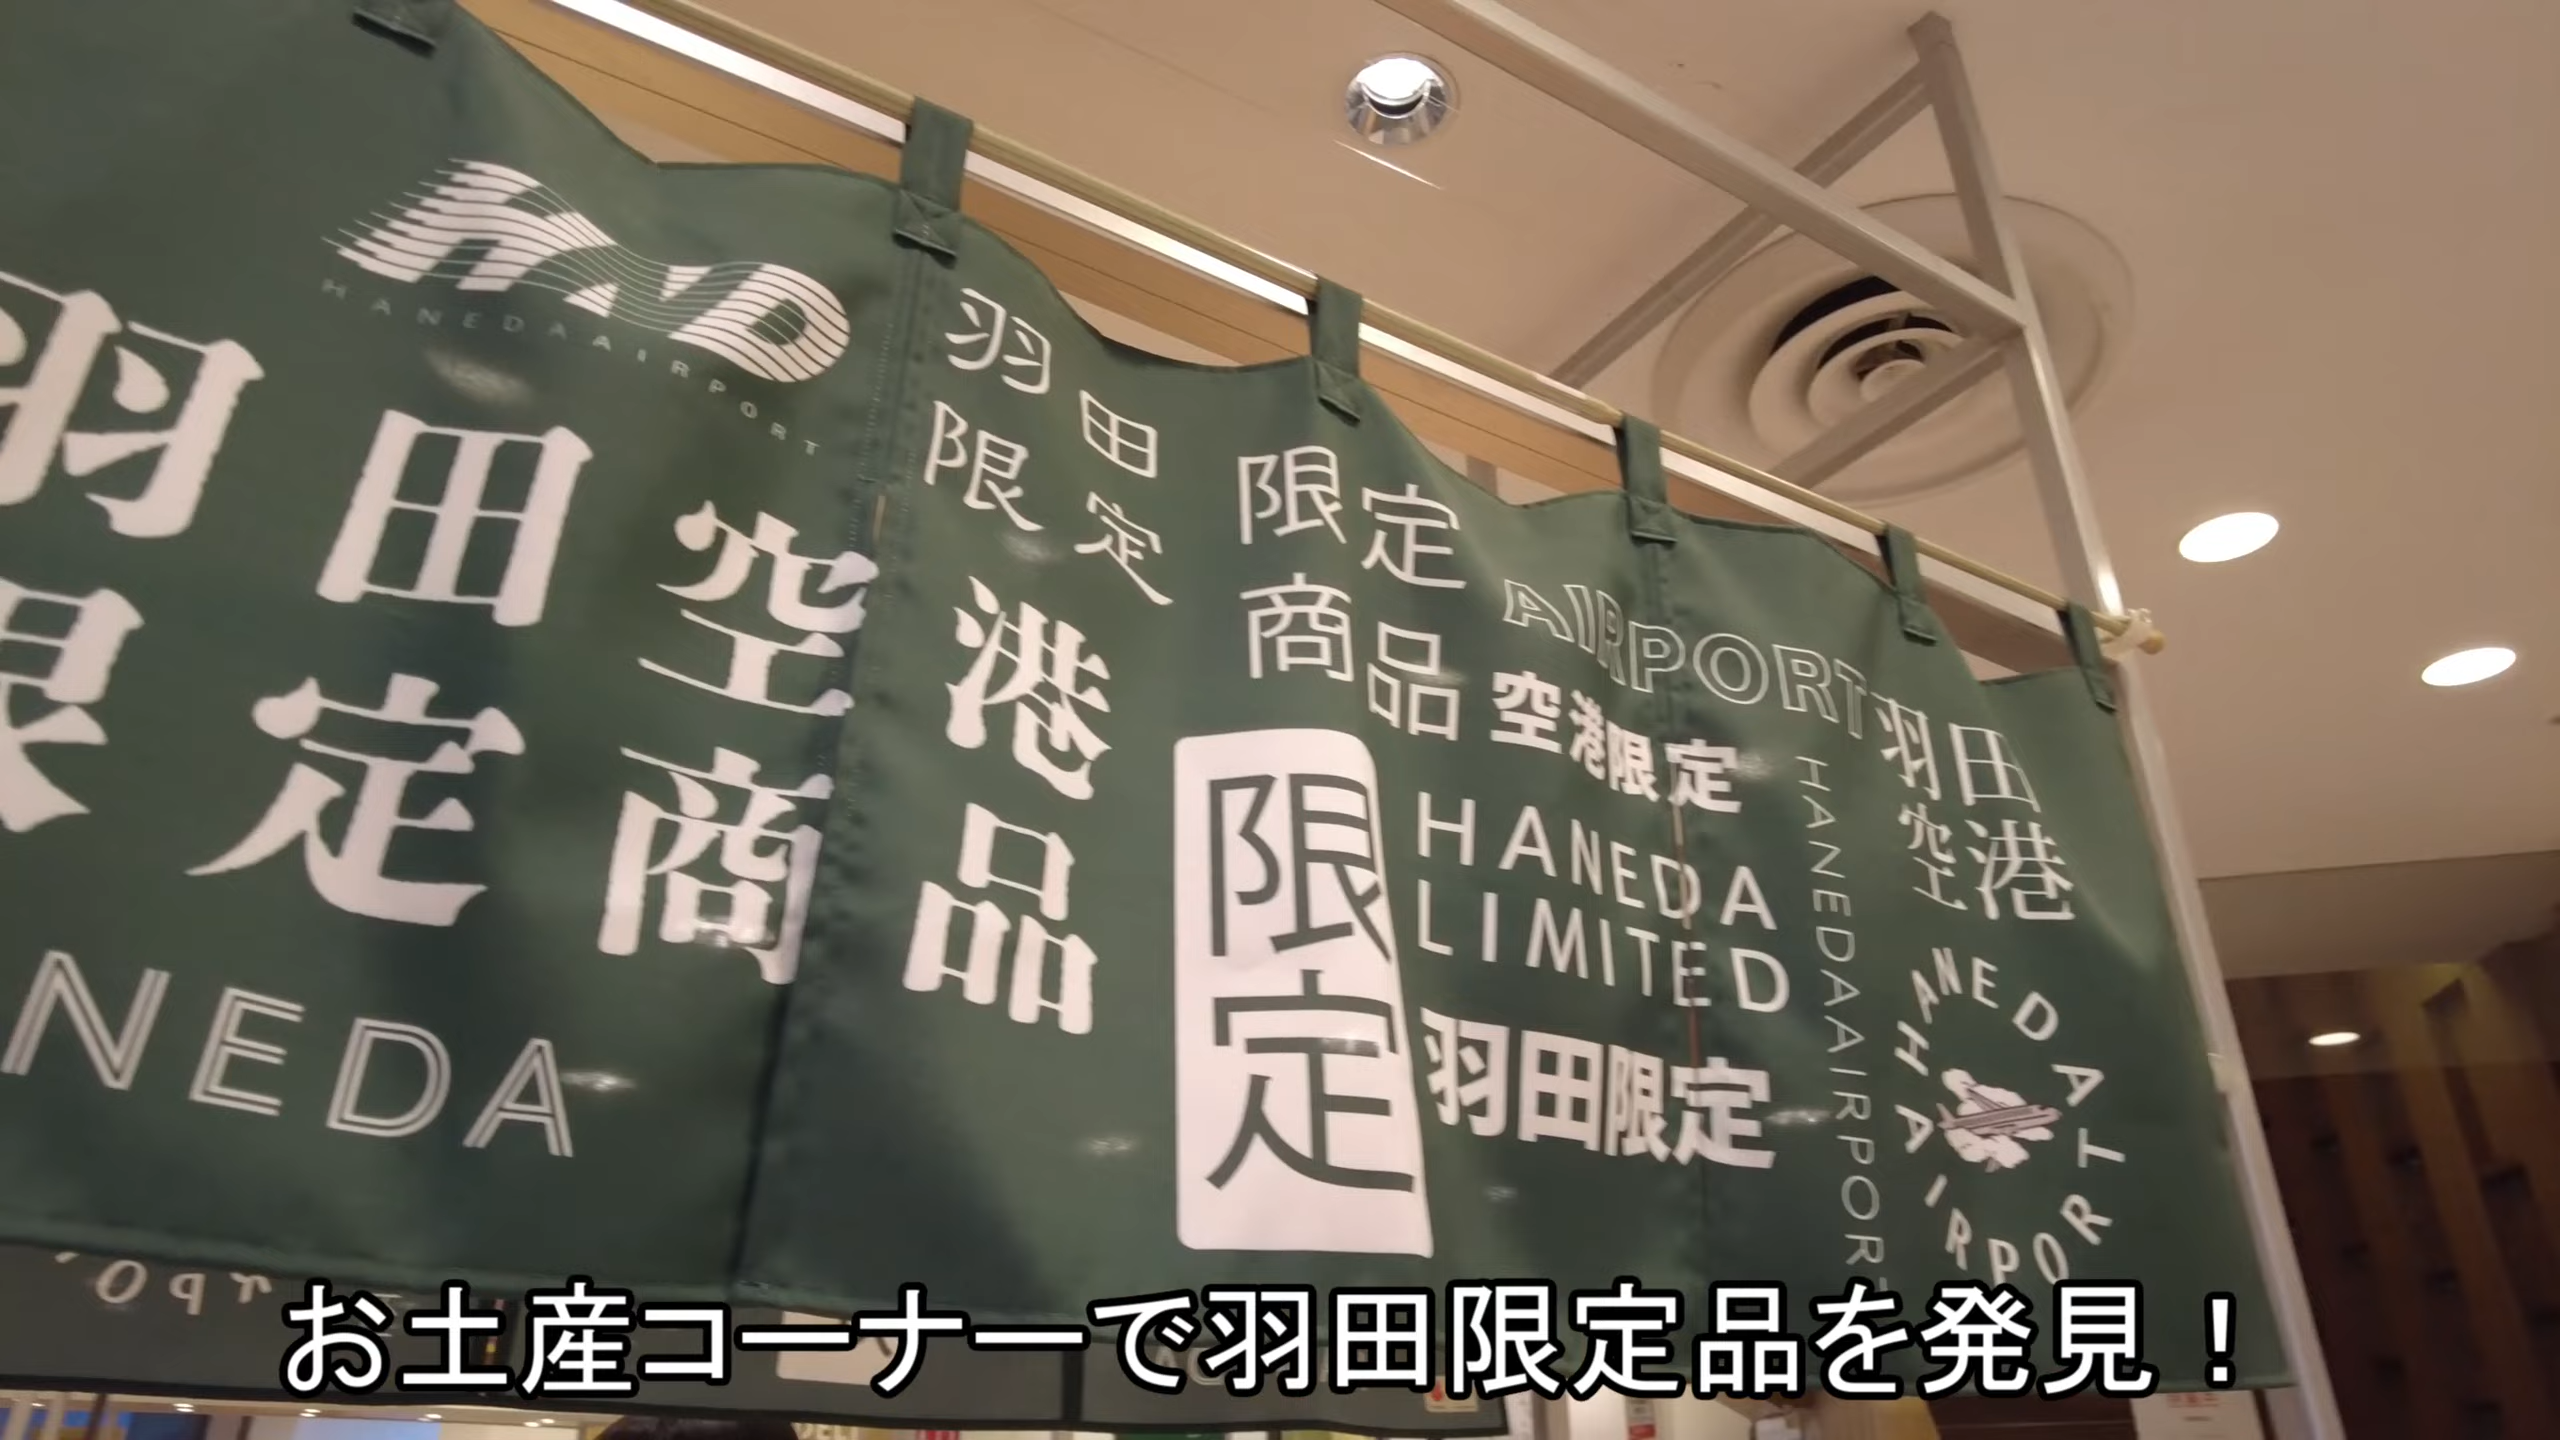 HND
HANEDA AIRPORT
羽田空港
限定商品
NEDA
羽田
限定
限定
商品
限定
AIRPORT
空港限定
HANEDA
LIMITED
羽田限定
HANEDA AIRPORT
羽田
空港
HANEDA AIRPORT
お土産コーナーで羽田限定品を発見！